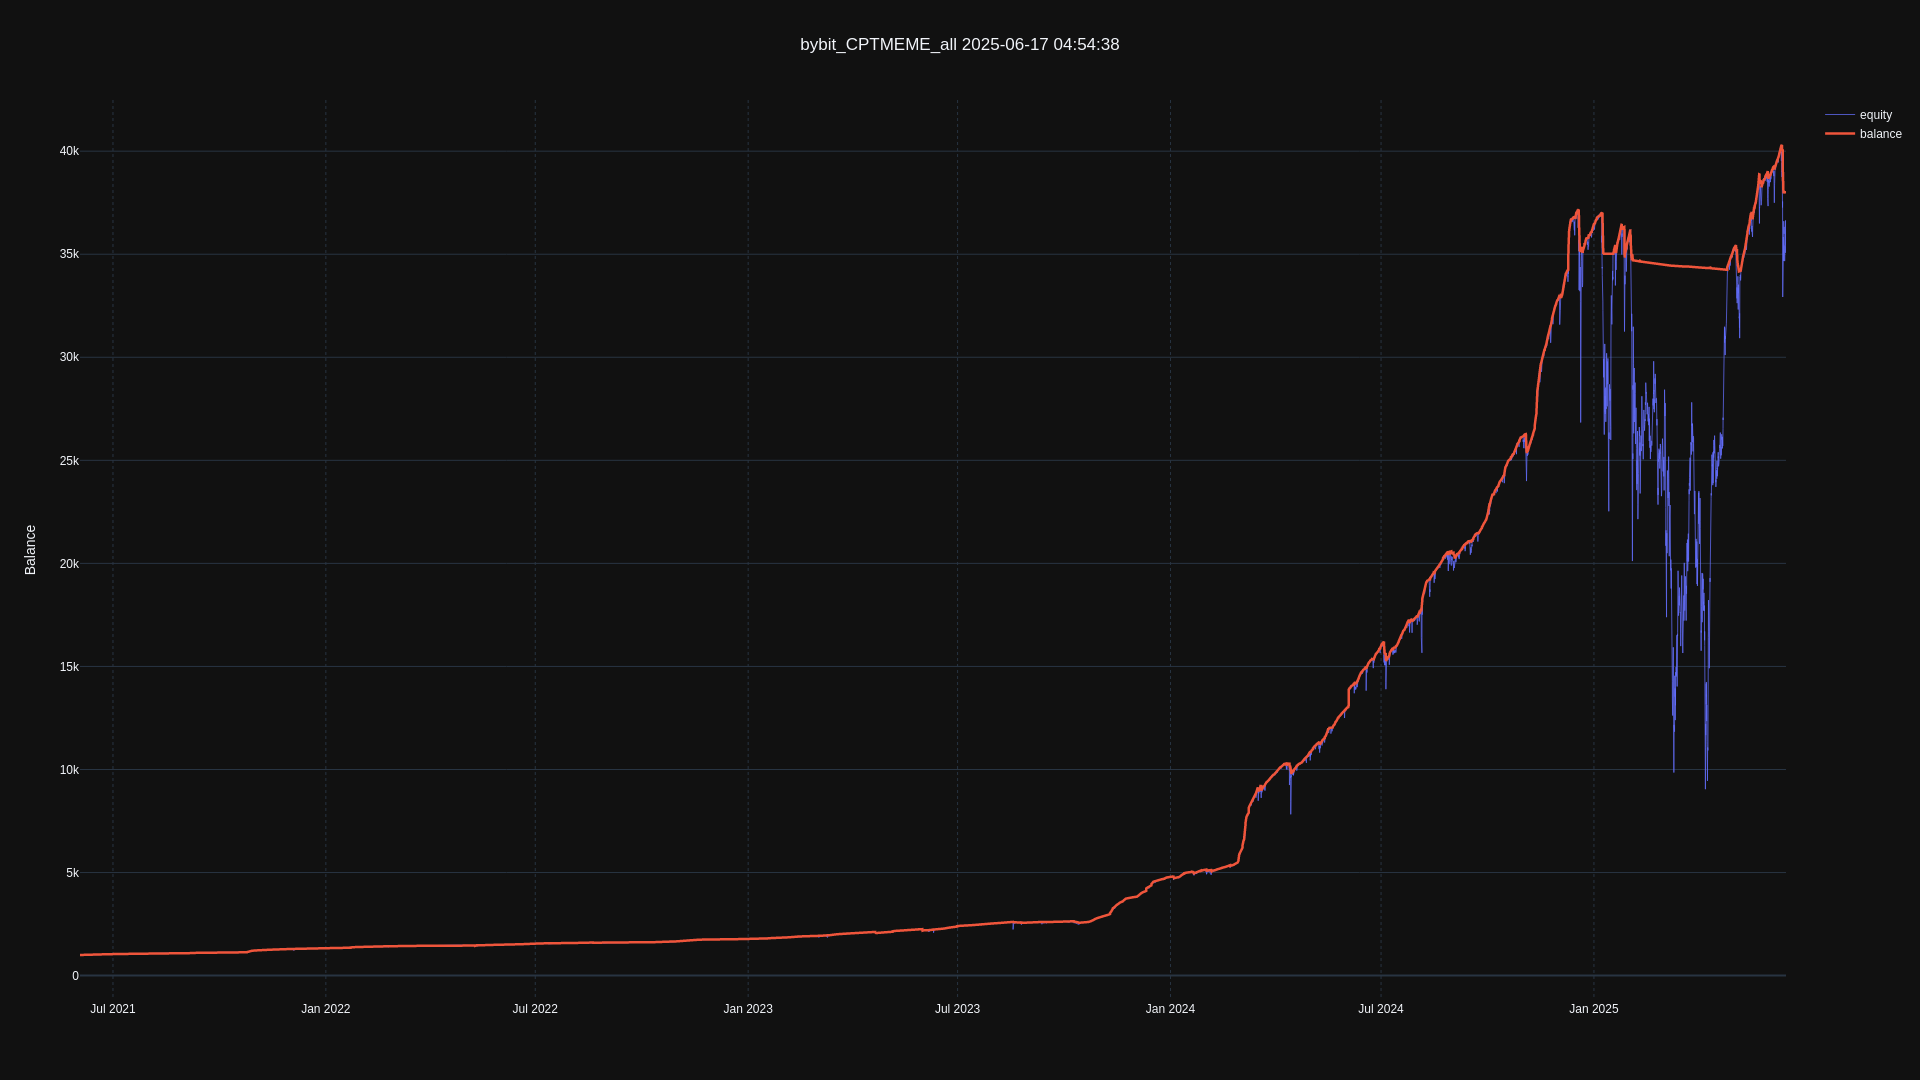 bybit_CPTMEME_all 2025-06-17 04:54:38
equity
balance
40k
35k
30k
25k
20k
15k
10k
5k
0
Balance
Jul 2021
Jan 2022
Jul 2022
Jan 2023
Jul 2023
Jan 2024
Jul 2024
Jan 2025